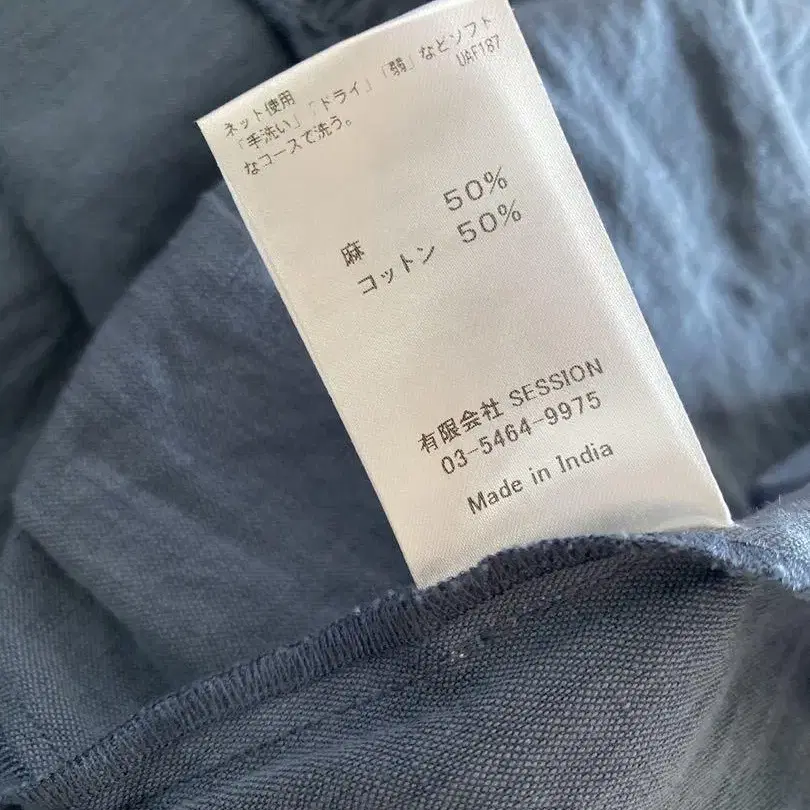 ネット使用
「手洗い」「ドライ」「弱」などソフト
なコースで洗う。
UAF187
麻 50%
コットン 50%
有限会社 SESSION
03-5464-9975
Made in India